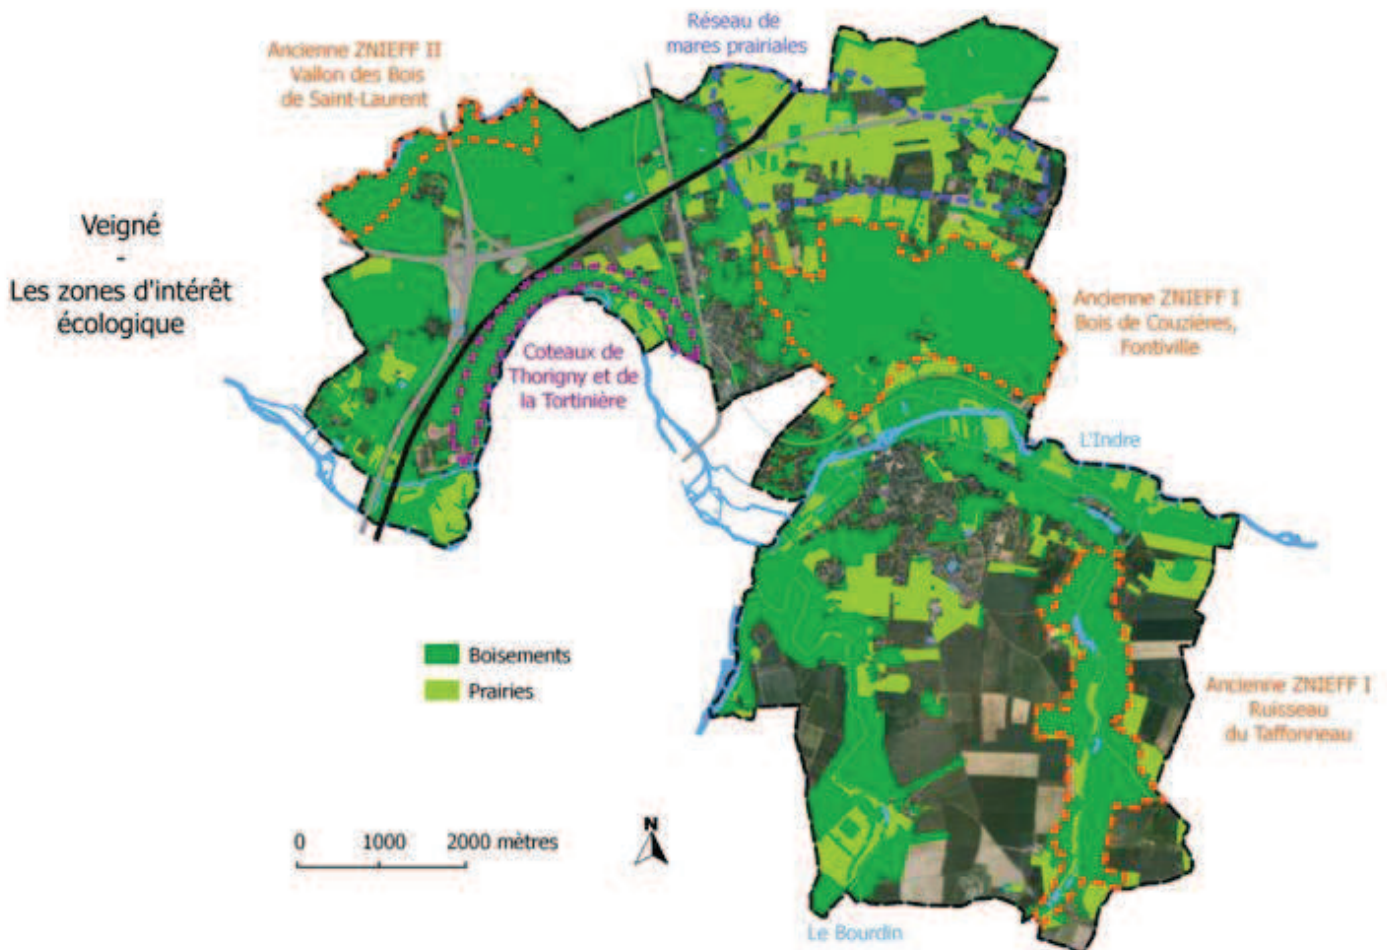 Réseau de
mares prairiales
Ancienne ZNIEFF II
Vallon des Bois
de Saint-Laurent
Veigné
-
Les zones d'intérêt
écologique
Ancienne ZNIEFF I
Bois de Couzières,
Fontiville
Coteaux de
Thorigny et de
la Tortinière
L'Indre
Boisements
Prairies
Ancienne ZNIEFF I
Ruisseau
du Taffonneau
0 1000 2000 mètres
N
Le Bourdin